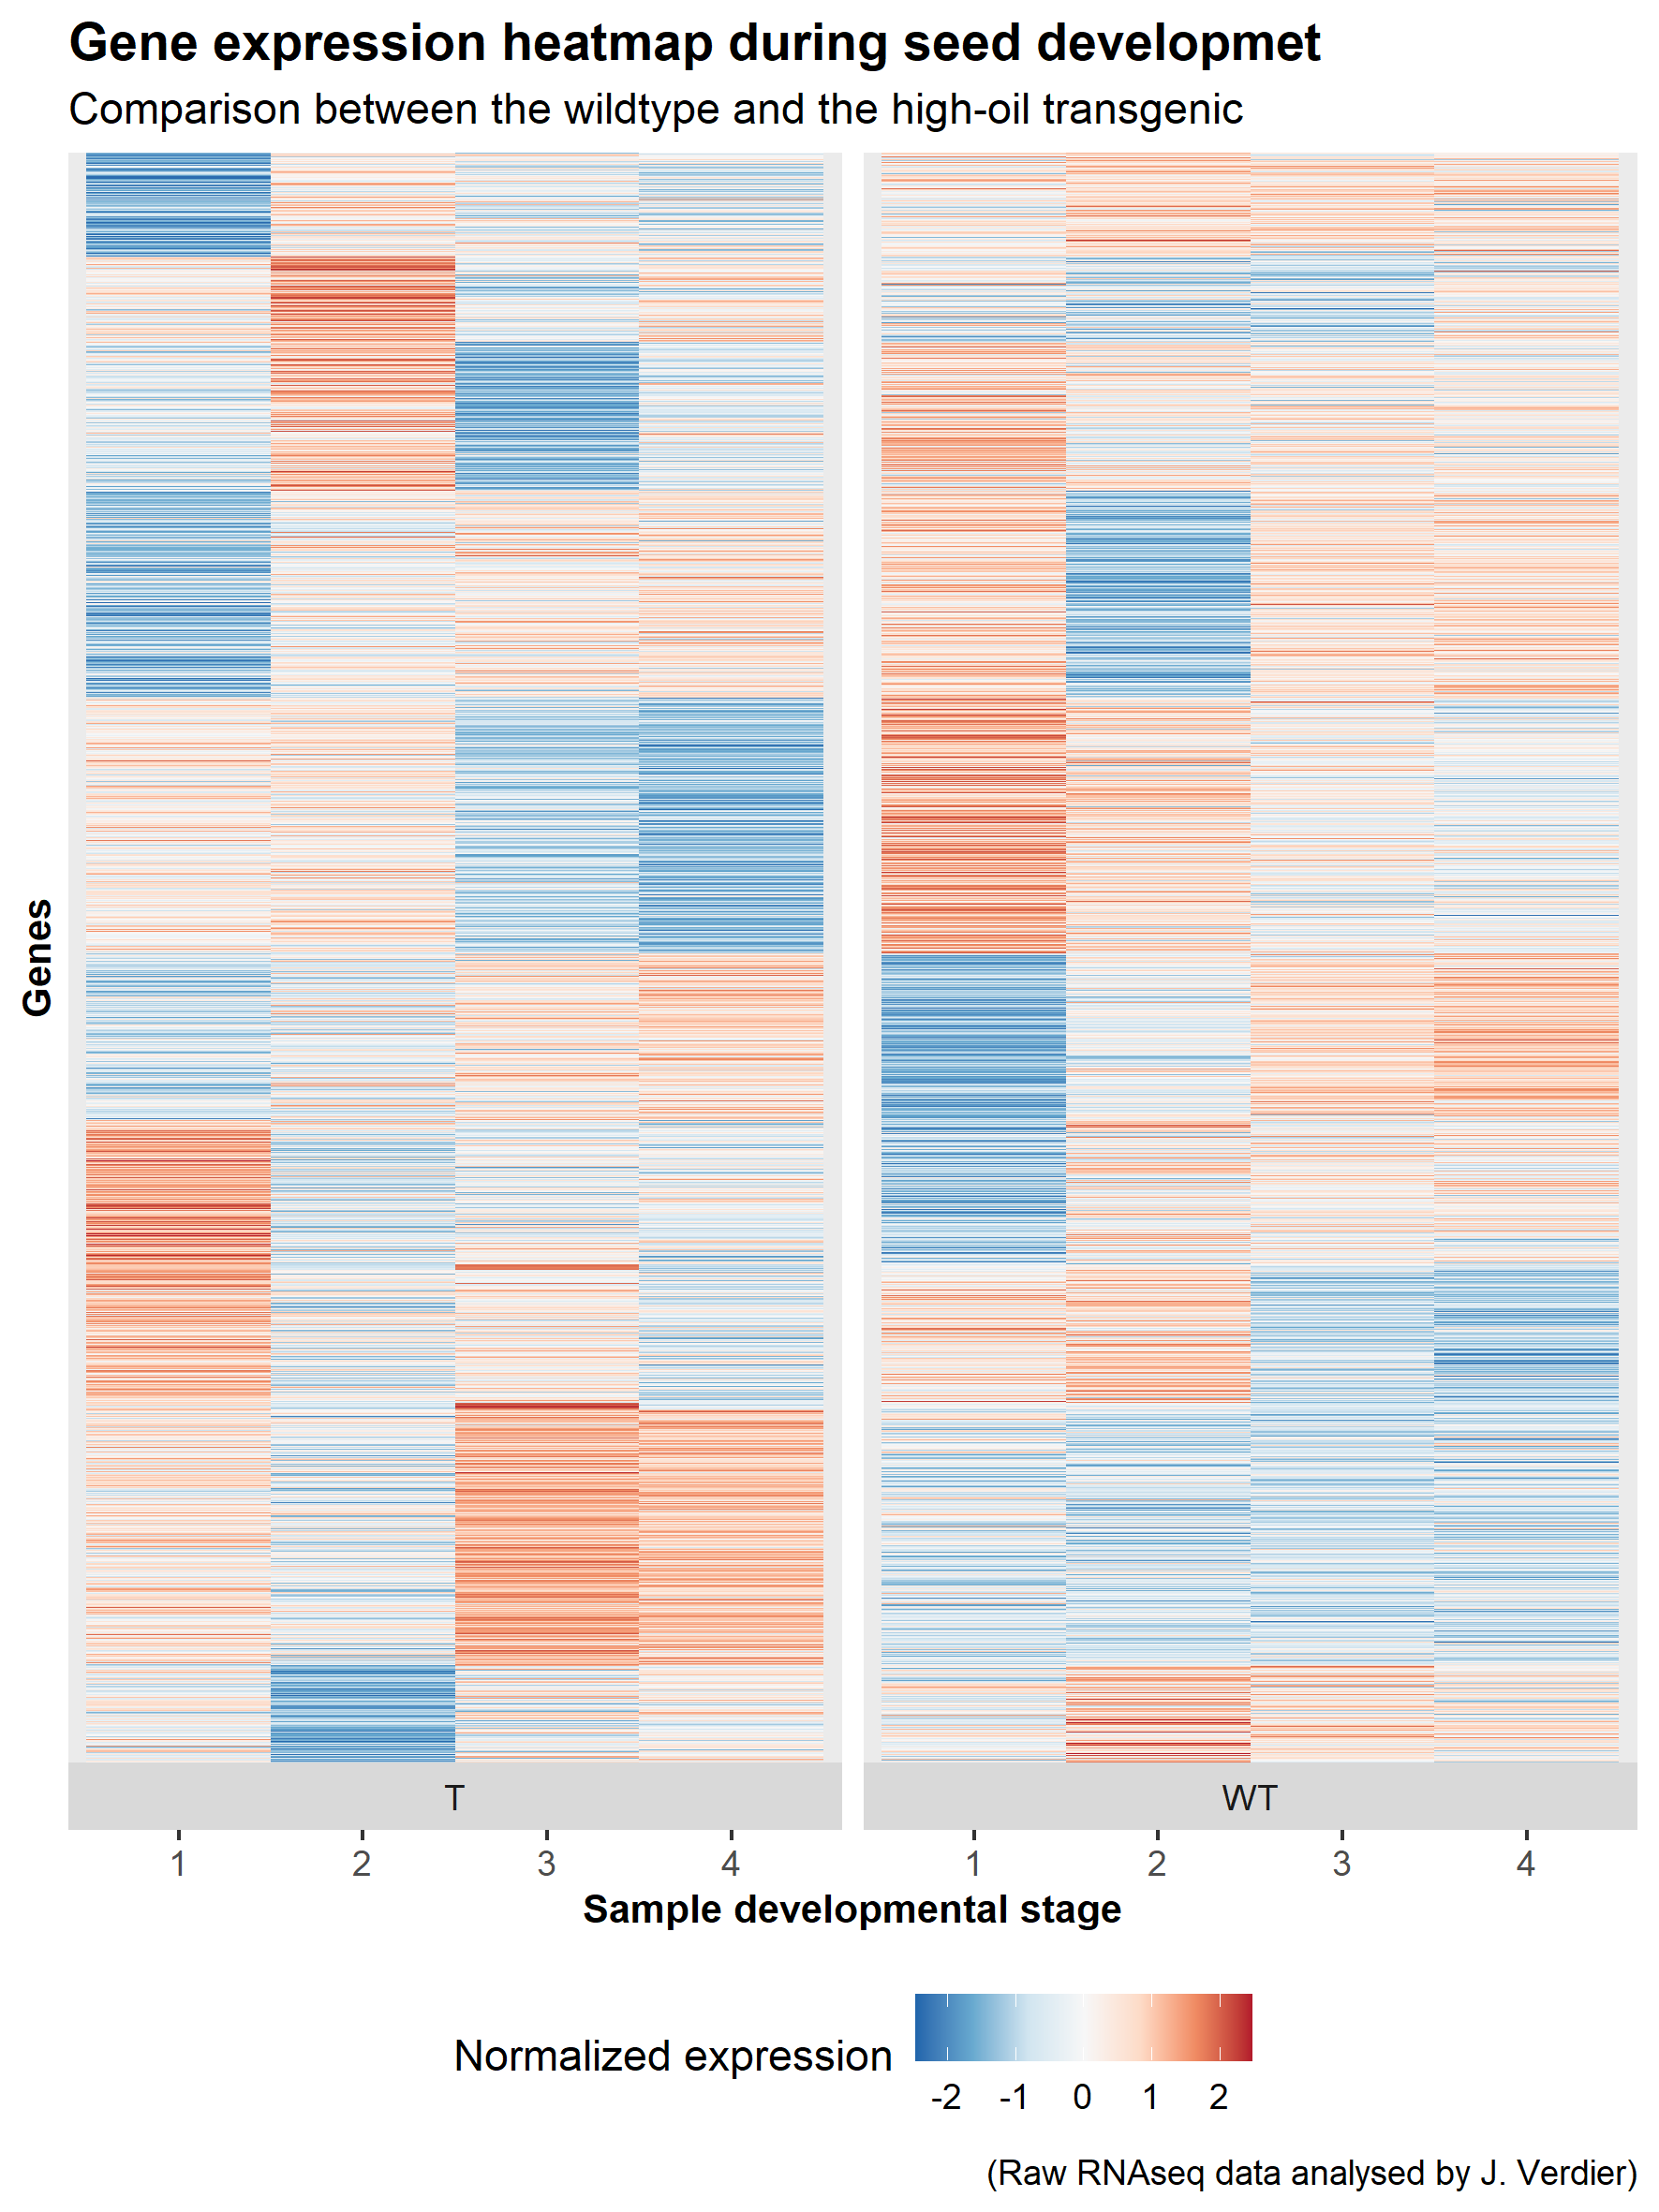 Gene expression heatmap during seed developmet
Comparison between the wildtype and the high-oil transgenic
Genes
T WT
1 2 3 4 1 2 3 4
Sample developmental stage
Normalized expression
-2 -1 0 1 2
(Raw RNAseq data analysed by J. Verdier)